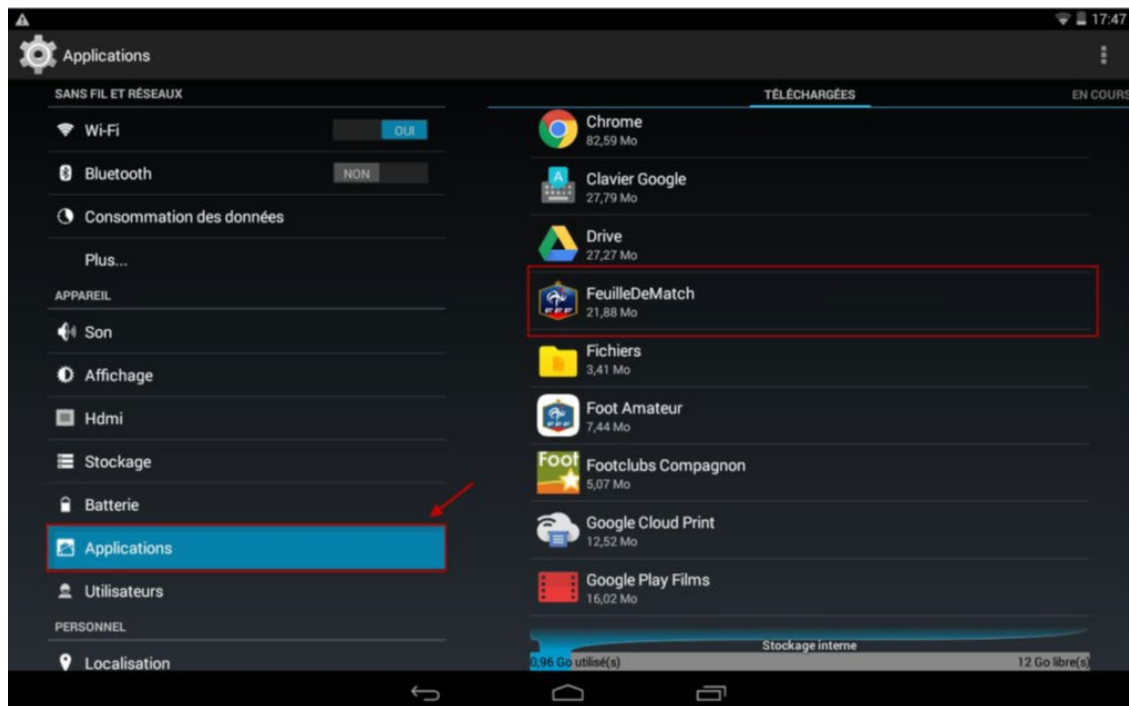 17:47
Applications
SANS FIL ET RÉSEAUX
Wi-Fi
OUI
Bluetooth
NON
Consommation des données
Plus...
APPAREIL
Son
Affichage
Hdmi
Stockage
Batterie
Applications
Utilisateurs
PERSONNEL
Localisation
TÉLÉCHARGÉES
EN COURS
Chrome
82,59 Mo
A
Clavier Google
27,79 Mo
Drive
27,27 Mo
FFF
FeuilleDeMatch
21,88 Mo
Fichiers
3,41 Mo
FFF
Foot Amateur
7,44 Mo
Foot
Footclubs Compagnon
5,07 Mo
Google Cloud Print
12,52 Mo
Google Play Films
16,02 Mo
Stockage interne
0,96 Go utilisé(s)
12 Go libre(s)